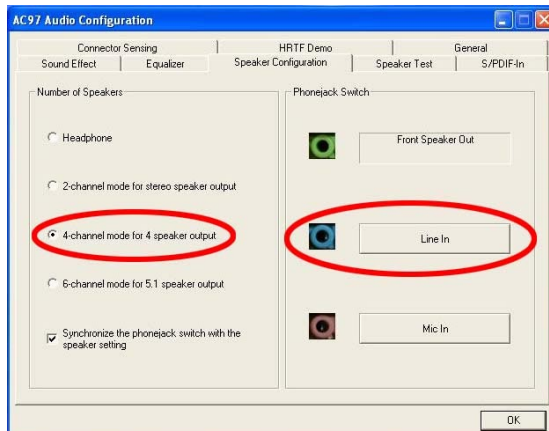 AC97 Audio Configuration
Connector Sensing
HRTF Demo
General
Sound Effect
Equalizer
Speaker Configuration
Speaker Test
S/PDIF-In
Number of Speakers
Headphone
2-channel mode for stereo speaker output
4-channel mode for 4 speaker output
6-channel mode for 5.1 speaker output
Synchronize the phonejack switch with the
speaker setting
Phonejack Switch
Front Speaker Out
Line In
Mic In
OK